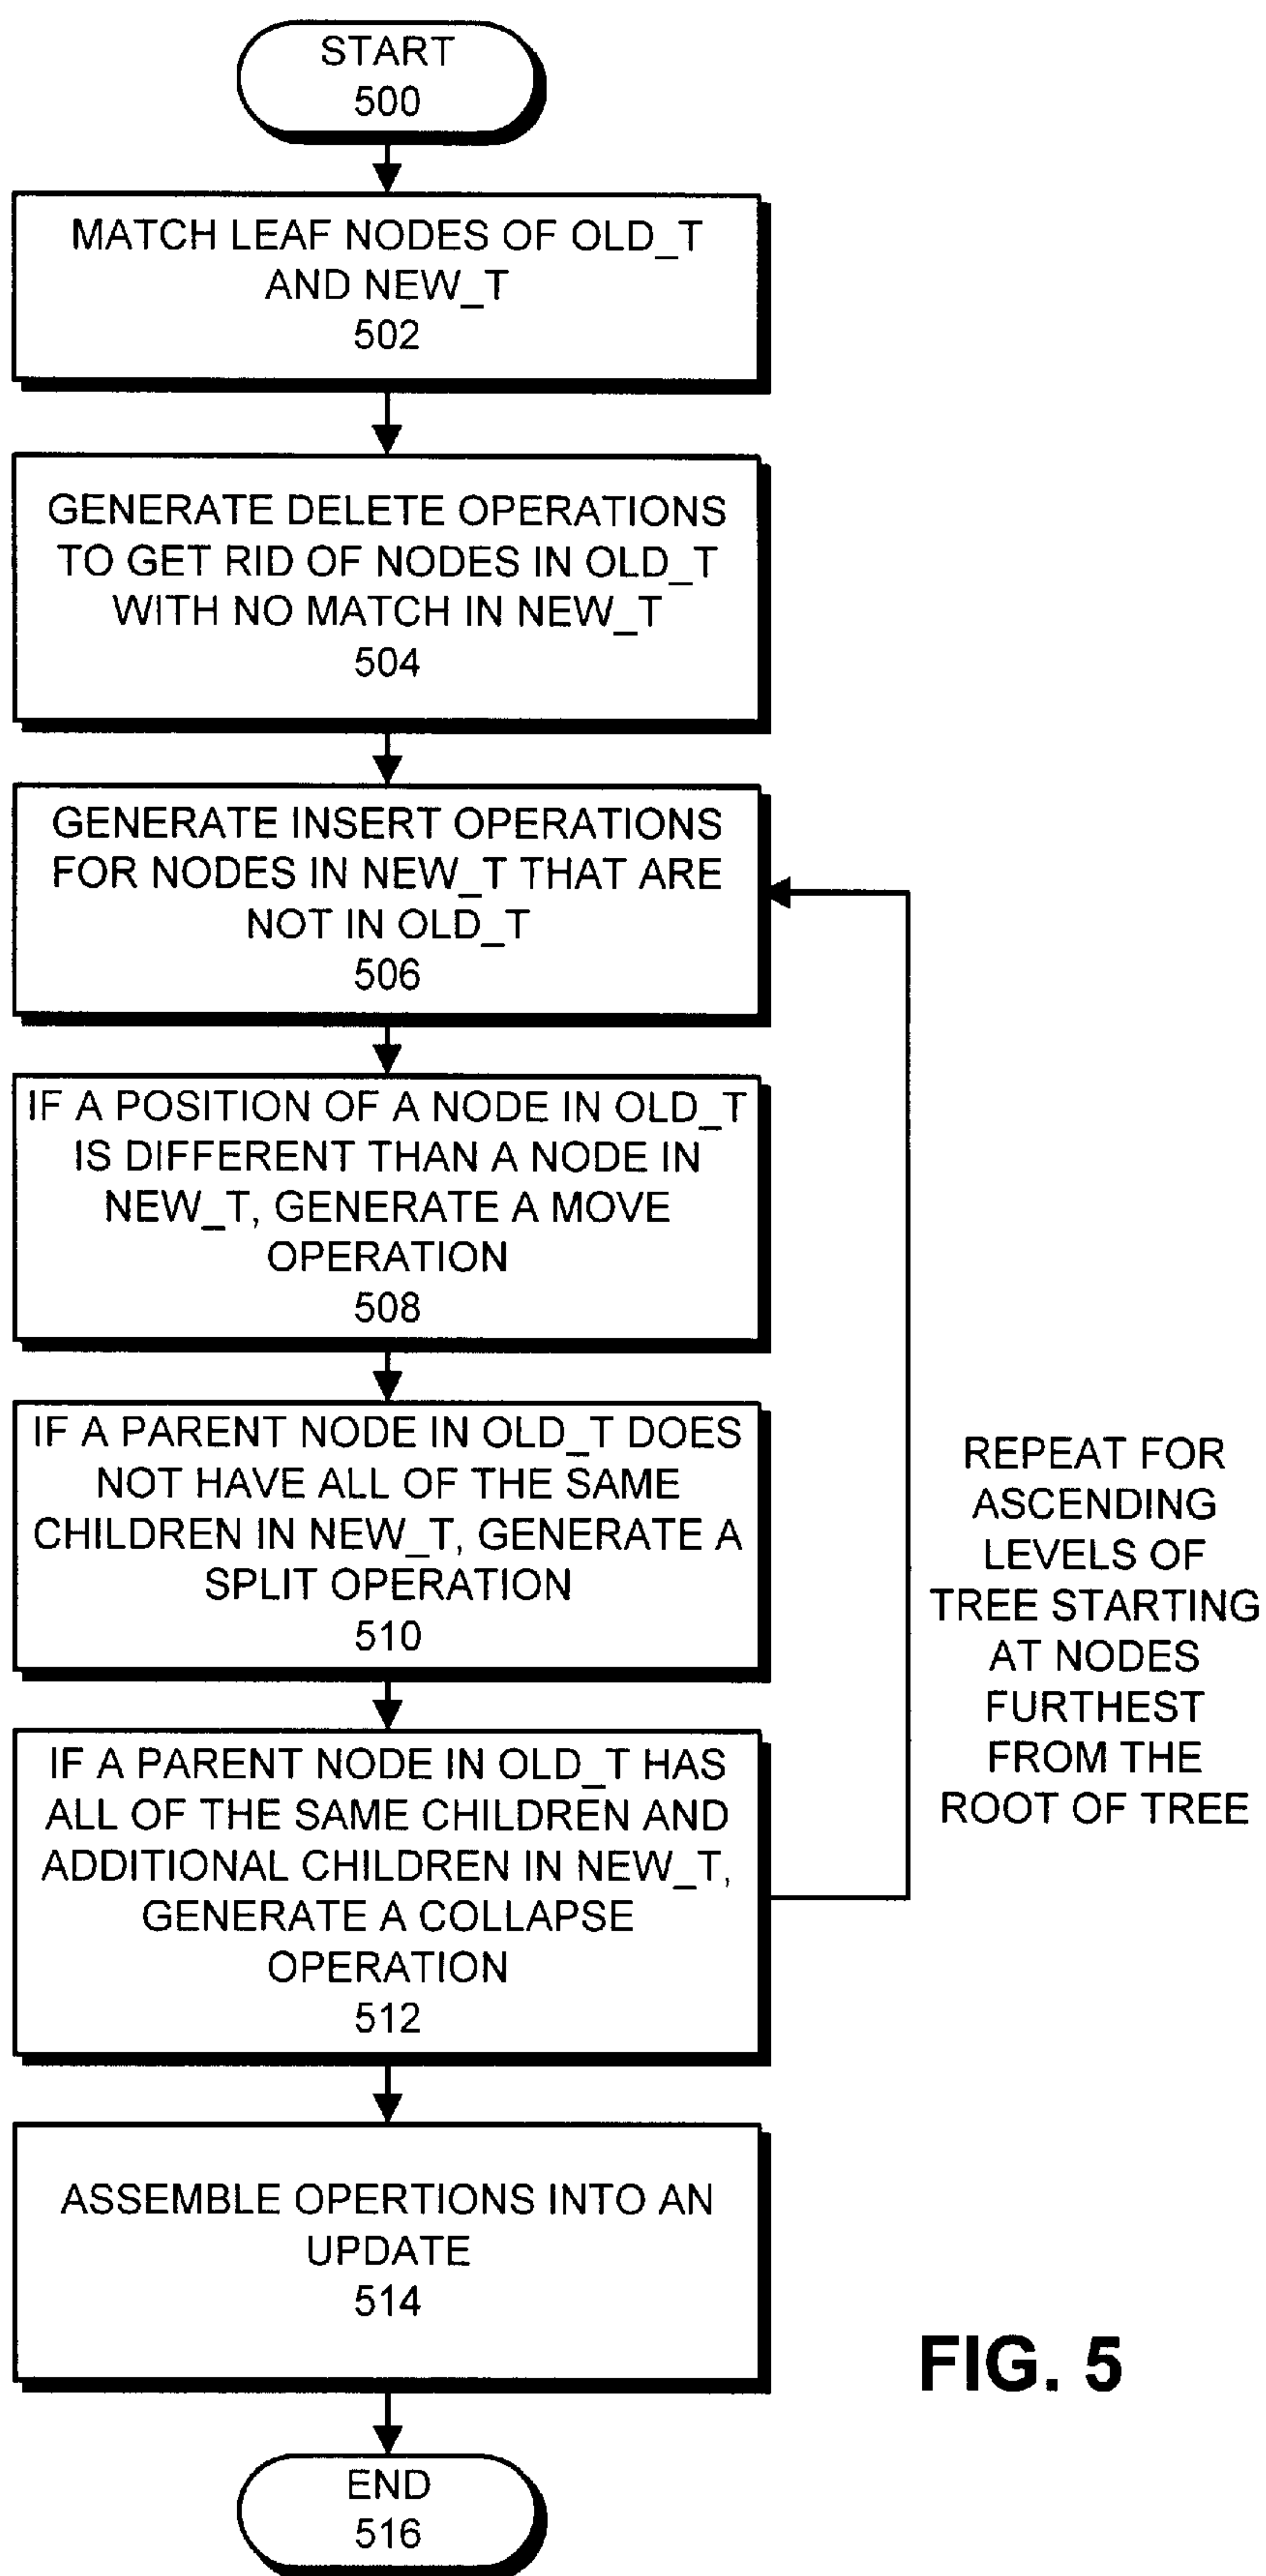 START
500
MATCH LEAF NODES OF OLD_T
AND NEW_T
502
GENERATE DELETE OPERATIONS
TO GET RID OF NODES IN OLD_T
WITH NO MATCH IN NEW_T
504
GENERATE INSERT OPERATIONS
FOR NODES IN NEW_T THAT ARE
NOT IN OLD_T
506
IF A POSITION OF A NODE IN OLD_T
IS DIFFERENT THAN A NODE IN
NEW_T, GENERATE A MOVE
OPERATION
508
IF A PARENT NODE IN OLD_T DOES
NOT HAVE ALL OF THE SAME
CHILDREN IN NEW_T, GENERATE A
SPLIT OPERATION
510
IF A PARENT NODE IN OLD_T HAS
ALL OF THE SAME CHILDREN AND
ADDITIONAL CHILDREN IN NEW_T,
GENERATE A COLLAPSE
OPERATION
512
REPEAT FOR
ASCENDING
LEVELS OF
TREE STARTING
AT NODES
FURTHEST
FROM THE
ROOT OF TREE
ASSEMBLE OPERTIONS INTO AN
UPDATE
514
END
516
FIG. 5